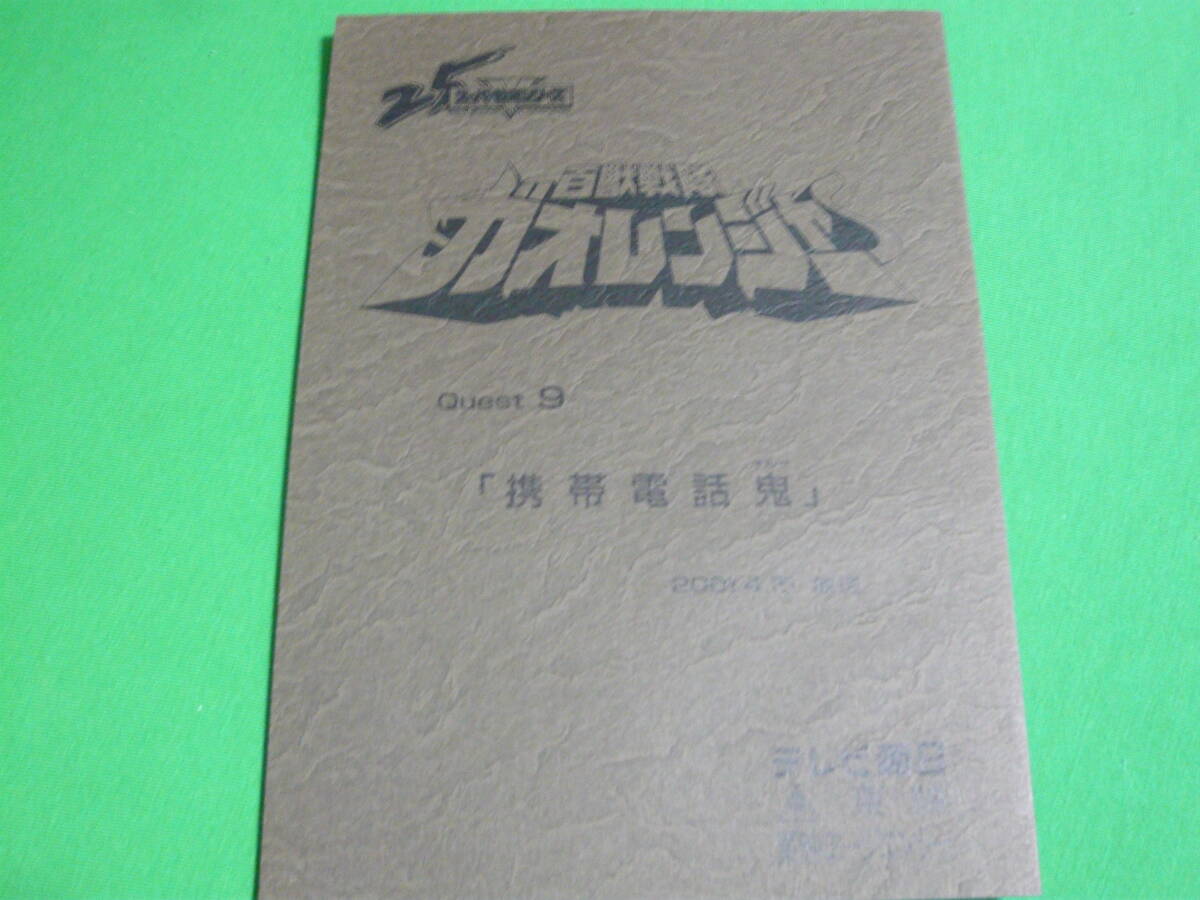 25 スーパー戦隊シリーズ
百獣戦隊
ガオレンジャー
Quest 9
「携帯電話鬼」
テレビ朝日